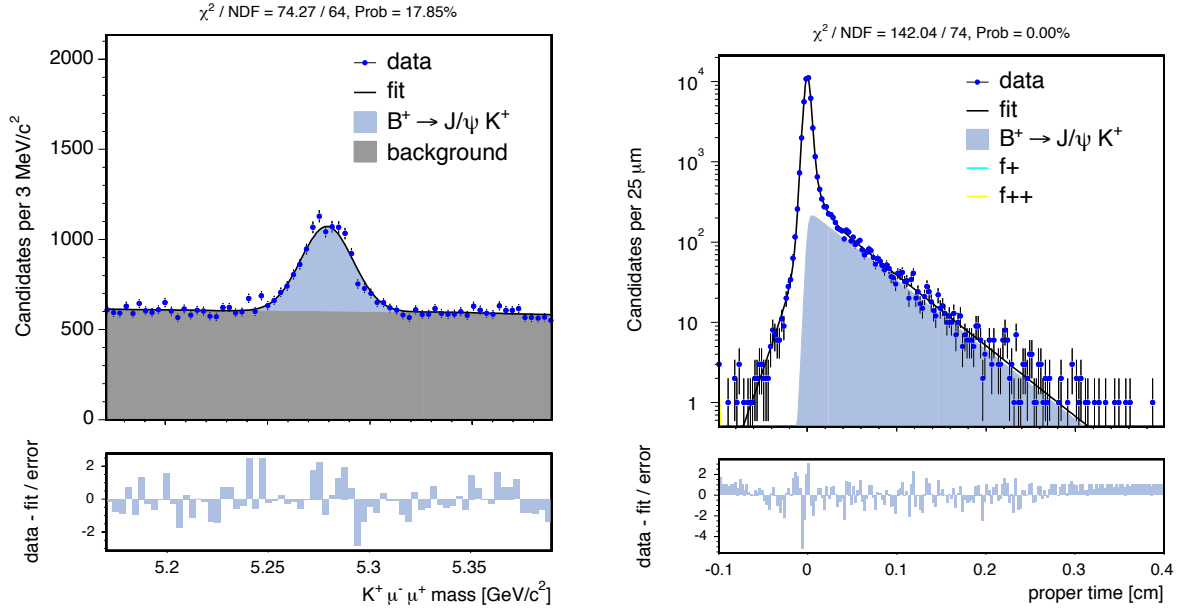 χ² / NDF = 74.27 / 64, Prob = 17.85%
Candidates per 3 MeV/c²
2000
1500
1000
500
0
data
fit
B⁺ → J/ψ K⁺
background
data - fit / error
2
0
-2
5.2
5.25
5.3
5.35
K⁺ μ⁻ μ⁺ mass [GeV/c²]
χ² / NDF = 142.04 / 74, Prob = 0.00%
Candidates per 25 μm
10⁴
10³
10²
10
1
data
fit
B⁺ → J/ψ K⁺
f+
f++
data - fit / error
2
0
-2
-4
-0.1
0
0.1
0.2
0.3
0.4
proper time [cm]